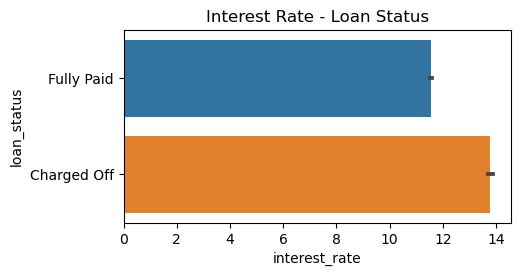 Interest Rate - Loan Status
loan_status
Fully Paid
Charged Off
0 2 4 6 8 10 12 14
interest_rate